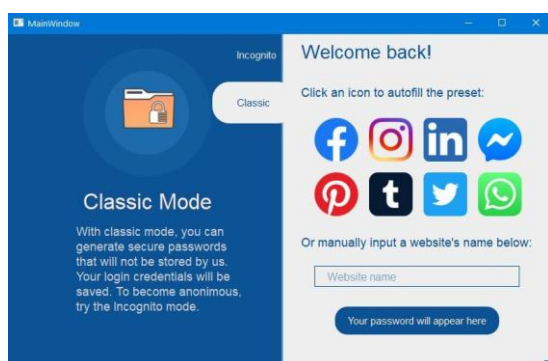 MainWindow
Incognito
Classic
Classic Mode
With classic mode, you can
generate secure passwords
that will not be stored by us.
Your login credentials will be
saved. To become anonimous,
try the Incognito mode.
Welcome back!
Click an icon to autofill the preset:
in
t
Or manually input a website's name below:
Website name
Your password will appear here